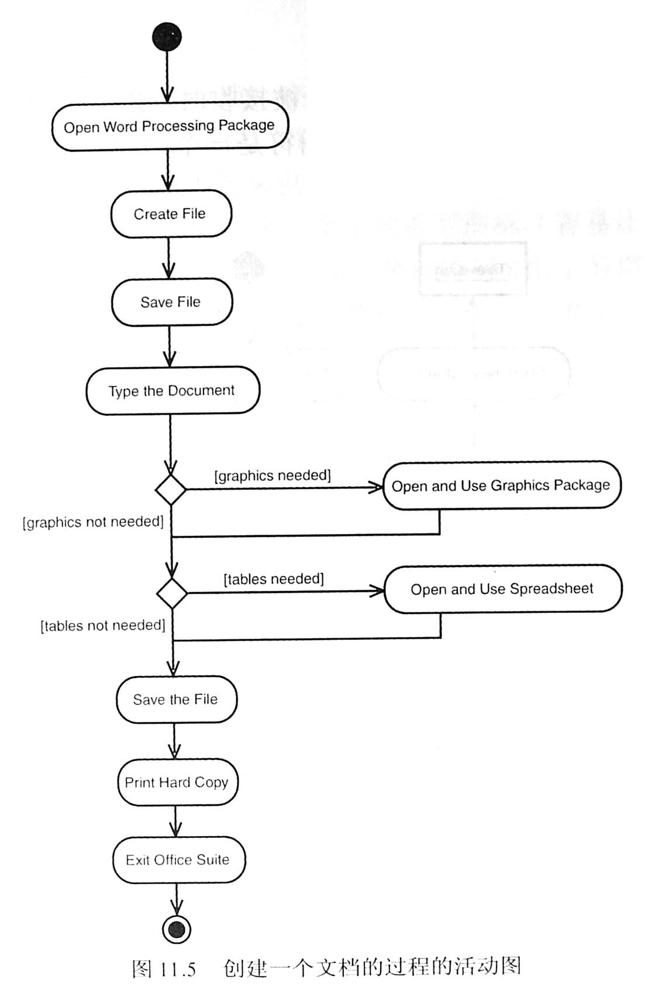 Open Word Processing Package
Create File
Save File
Type the Document
[graphics needed]
Open and Use Graphics Package
[graphics not needed]
[tables needed]
Open and Use Spreadsheet
[tables not needed]
Save the File
Print Hard Copy
Exit Office Suite
图 11.5 创建一个文档的过程的活动图